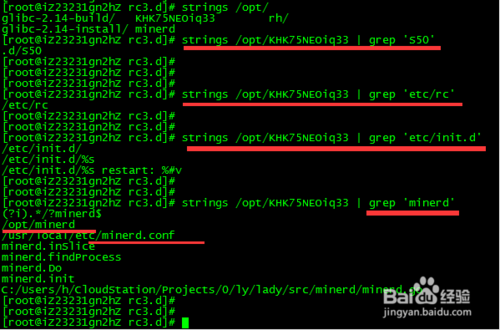 [root@iZ23231gn2hZ rc3.d]#
[root@iZ23231gn2hZ rc3.d]# strings /opt/
glibc-2.14-build/ KHK75NEOiq33 rh/
glibc-2.14-install/ minerd
[root@iZ23231gn2hZ rc3.d]# strings /opt/KHK75NEOiq33 | grep 'S50'
.d/S50
[root@iZ23231gn2hZ rc3.d]#
[root@iZ23231gn2hZ rc3.d]#
[root@iZ23231gn2hZ rc3.d]# strings /opt/KHK75NEOiq33 | grep 'etc/rc'
/etc/rc
[root@iZ23231gn2hZ rc3.d]#
[root@iZ23231gn2hZ rc3.d]#
[root@iZ23231gn2hZ rc3.d]# strings /opt/KHK75NEOiq33 | grep 'etc/init.d'
/etc/init.d/
/etc/init.d/%s
/etc/init.d/%s restart: %#v
[root@iZ23231gn2hZ rc3.d]#
[root@iZ23231gn2hZ rc3.d]# strings /opt/KHK75NEOiq33 | grep 'minerd'
(?i).*/?minerd$
/opt/minerd
/usr/local/etc/minerd.conf
minerd.inSlice
minerd.findProcess
minerd.Do
minerd.init
C:/Users/h/CloudStation/Projects/O/ly/lady/src/minerd/minerd.go
[root@iZ23231gn2hZ rc3.d]#
[root@iZ23231gn2hZ rc3.d]#
[root@iZ23231gn2hZ rc3.d]#
Baidu 经验
jingyan.baidu.com